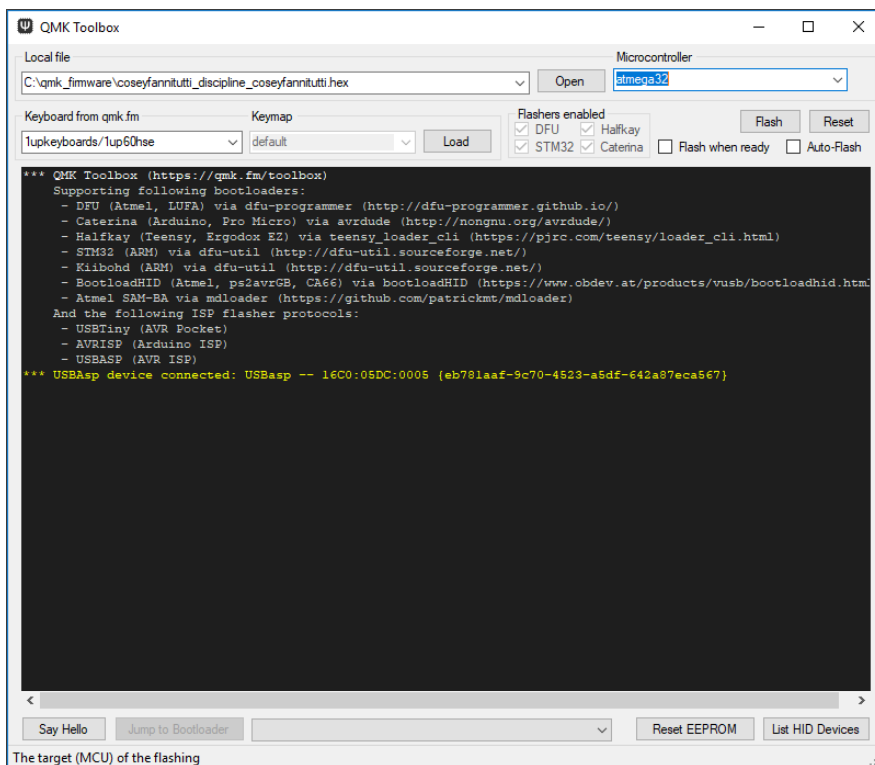 QMK Toolbox
Local file
Microcontroller
C:\qmk_firmware\coseyfannitutti_discipline_coseyfannitutti.hex
Open
atmega32
Keyboard from qmk.fm
Keymap
Flashers enabled
DFU
Halfkay
Flash
Reset
1upkeyboards/1up60hse
default
Load
STM32
Caterina
Flash when ready
Auto-Flash
*** QMK Toolbox (https://qmk.fm/toolbox)
Supporting following bootloaders:
- DFU (Atmel, LUFA) via dfu-programmer (http://dfu-programmer.github.io/)
- Caterina (Arduino, Pro Micro) via avrdude (http://nongnu.org/avrdude/)
- Halfkay (Teensy, Ergodox EZ) via teensy_loader_cli (https://pjrc.com/teensy/loader_cli.html)
- STM32 (ARM) via dfu-util (http://dfu-util.sourceforge.net/)
- Kiibohd (ARM) via dfu-util (http://dfu-util.sourceforge.net/)
- BootloadHID (Atmel, ps2avrGB, CA66) via bootloadHID (https://www.obdev.at/products/vusb/bootloadhid.html
- Atmel SAM-BA via mdloader (https://github.com/patrickmt/mdloader)
And the following ISP flasher protocols:
- USBTiny (AVR Pocket)
- AVRISP (Arduino ISP)
- USBASP (AVR ISP)
*** USBAsp device connected: USBasp -- 16C0:05DC:0005 {eb781aaf-9c70-4523-a5df-642a87eca567}
Say Hello
Jump to Bootloader
Reset EEPROM
List HID Devices
The target (MCU) of the flashing